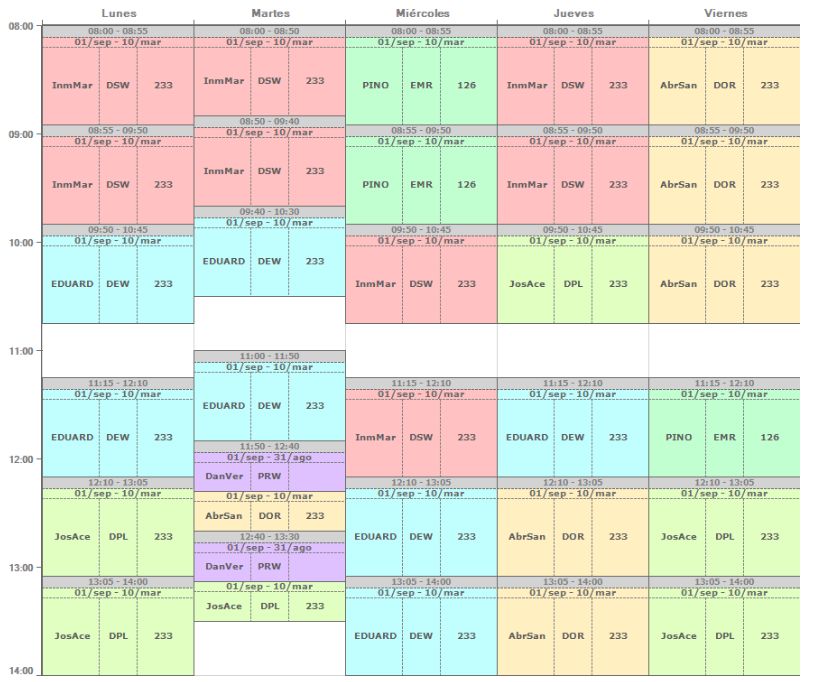 Lunes Martes Miércoles Jueves Viernes
08:00
08:00 - 08:55
01/sep - 10/mar
InmMar DSW 233
08:55 - 09:50
01/sep - 10/mar
InmMar DSW 233
09:50 - 10:45
01/sep - 10/mar
EDUARD DEW 233
11:15 - 12:10
01/sep - 10/mar
EDUARD DEW 233
12:10 - 13:05
01/sep - 10/mar
JosAce DPL 233
13:05 - 14:00
01/sep - 10/mar
JosAce DPL 233
08:00 - 08:50
01/sep - 10/mar
InmMar DSW 233
08:50 - 09:40
01/sep - 10/mar
InmMar DSW 233
09:40 - 10:30
01/sep - 10/mar
EDUARD DEW 233
11:00 - 11:50
01/sep - 10/mar
EDUARD DEW 233
11:50 - 12:40
01/sep - 31/ago
DanVer PRW
01/sep - 10/mar
AbrSan DOR 233
12:40 - 13:30
01/sep - 31/ago
DanVer PRW
01/sep - 10/mar
JosAce DPL 233
08:00 - 08:55
01/sep - 10/mar
PINO EMR 126
08:55 - 09:50
01/sep - 10/mar
PINO EMR 126
09:50 - 10:45
01/sep - 10/mar
InmMar DSW 233
11:15 - 12:10
01/sep - 10/mar
InmMar DSW 233
12:10 - 13:05
01/sep - 10/mar
EDUARD DEW 233
13:05 - 14:00
01/sep - 10/mar
EDUARD DEW 233
08:00 - 08:55
01/sep - 10/mar
InmMar DSW 233
08:55 - 09:50
01/sep - 10/mar
InmMar DSW 233
09:50 - 10:45
01/sep - 10/mar
JosAce DPL 233
11:15 - 12:10
01/sep - 10/mar
EDUARD DEW 233
12:10 - 13:05
01/sep - 10/mar
AbrSan DOR 233
13:05 - 14:00
01/sep - 10/mar
AbrSan DOR 233
08:00 - 08:55
01/sep - 10/mar
AbrSan DOR 233
08:55 - 09:50
01/sep - 10/mar
AbrSan DOR 233
09:50 - 10:45
01/sep - 10/mar
AbrSan DOR 233
11:15 - 12:10
01/sep - 10/mar
PINO EMR 126
12:10 - 13:05
01/sep - 10/mar
JosAce DPL 233
13:05 - 14:00
01/sep - 10/mar
JosAce DPL 233
09:00
10:00
11:00
12:00
13:00
14:00